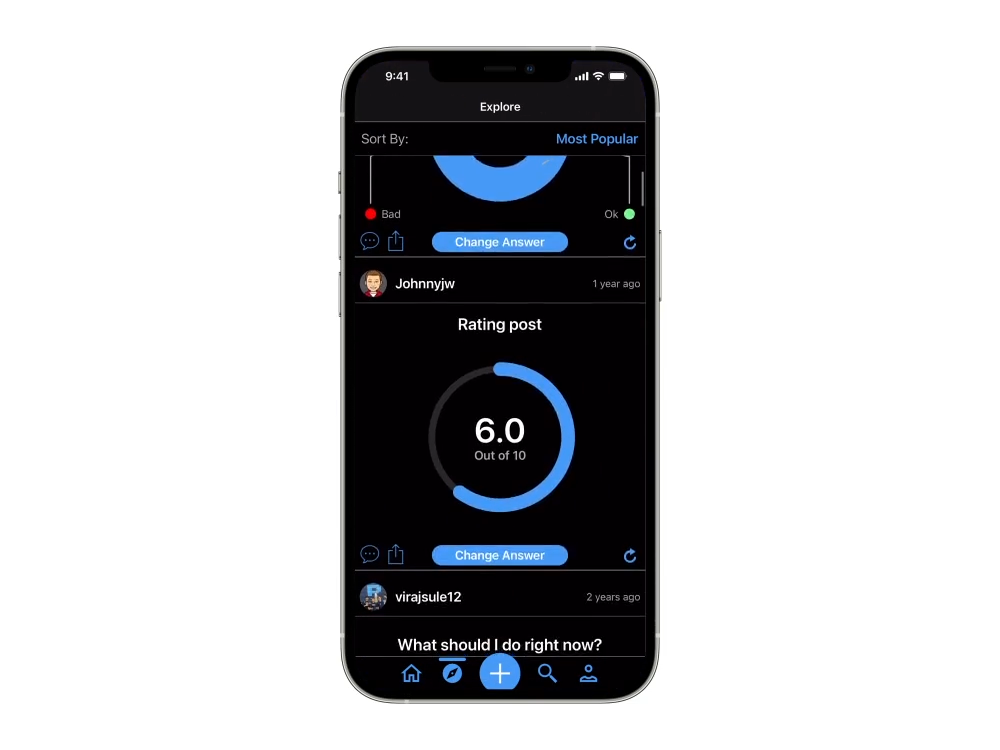 9:41
Explore
Sort By: Most Popular
Bad Ok
Change Answer
Johnnyjw 1 year ago
Rating post
6.0
Out of 10
Change Answer
virajsule12 2 years ago
What should I do right now?